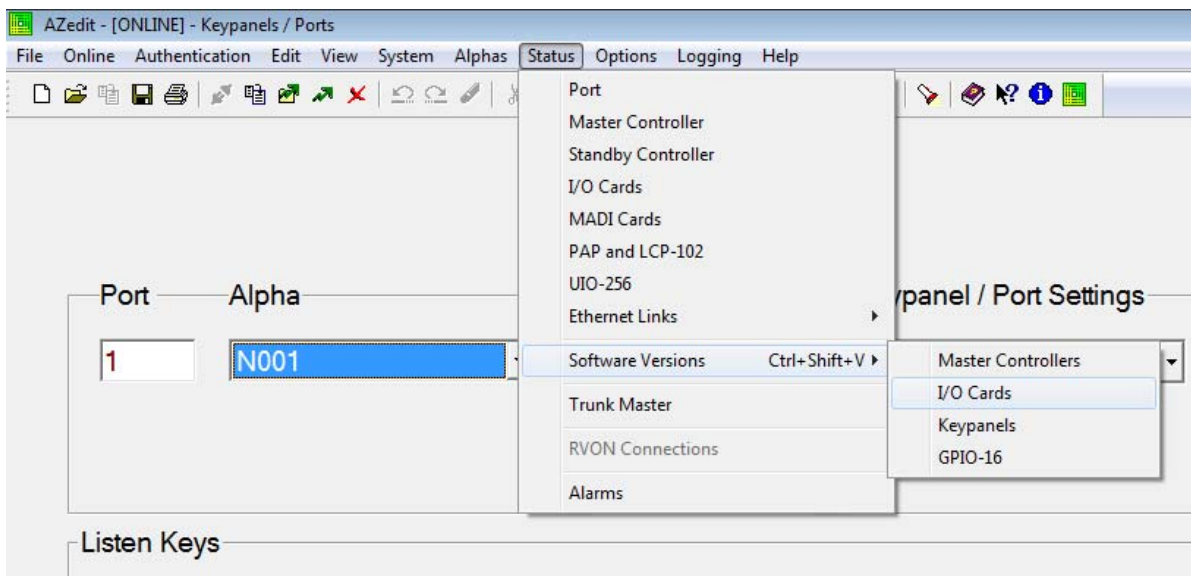 AZedit - [ONLINE] - Keypanels / Ports
File Online Authentication Edit View System Alphas Status Options Logging Help
Port
Master Controller
Standby Controller
I/O Cards
MADI Cards
PAP and LCP-102
UIO-256
Ethernet Links
Software Versions Ctrl+Shift+V
Trunk Master
RVON Connections
Alarms
Master Controllers
I/O Cards
Keypanels
GPIO-16
Port Alpha ypanel / Port Settings
1 N001
Listen Keys